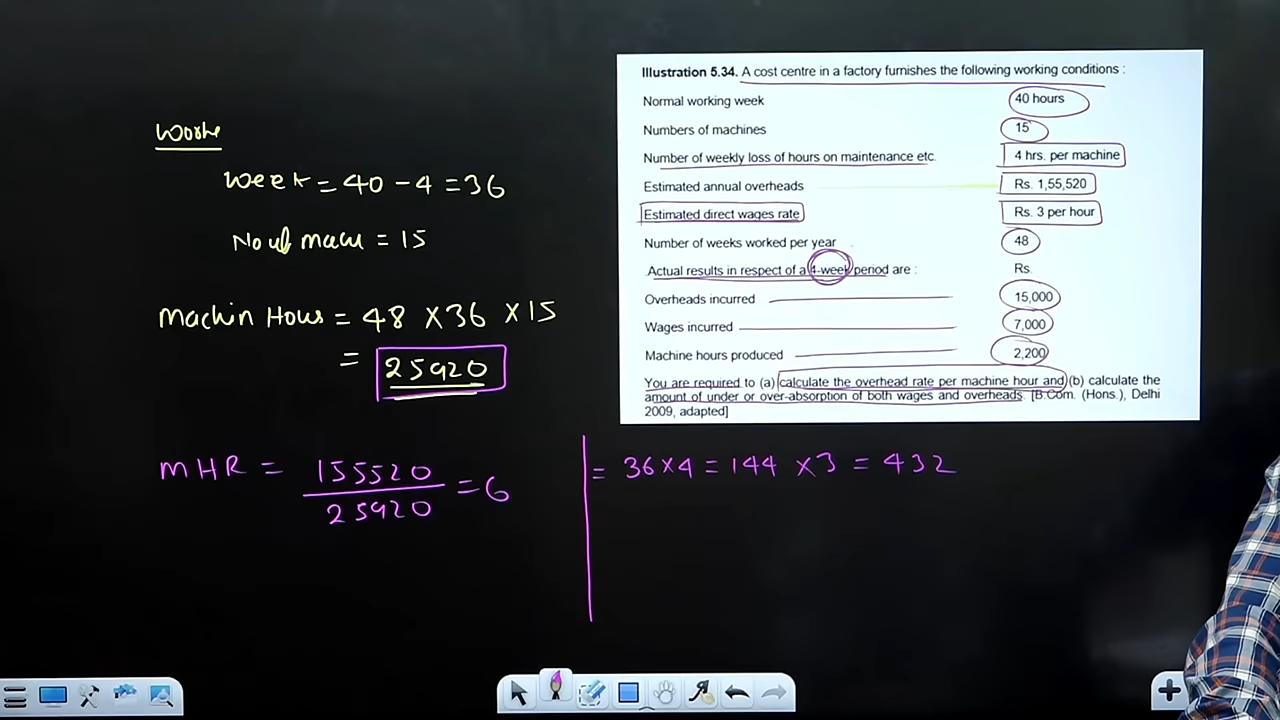 Illustration 5.34. A cost centre in a factory furnishes the following working conditions :
Normal working week 40 hours
Numbers of machines 15
Number of weekly loss of hours on maintenance etc. 4 hrs. per machine
Estimated annual overheads Rs. 1,55,520
Estimated direct wages rate Rs. 3 per hour
Number of weeks worked per year 48
Actual results in respect of a 4-week period are : Rs.
Overheads incurred 15,000
Wages incurred 7,000
Machine hours produced 2,200
You are required to (a) calculate the overhead rate per machine hour and (b) calculate the
amount of under or over-absorption of both wages and overheads. [B.Com. (Hons.), Delhi
2009, adapted]
week = 40 - 4 = 36
No of mach = 15
Machin Hous = 48 × 36 × 15
= 25920
MHR = 155520 / 25920 = 6
= 36 × 4 = 144 × 3 = 432